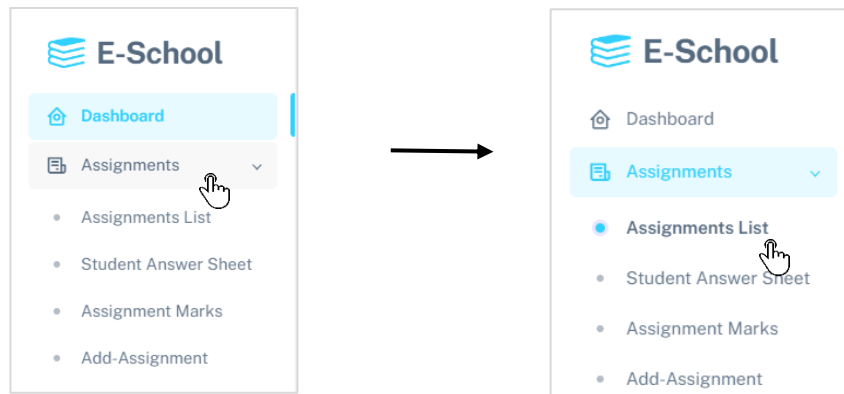 E-School
Dashboard
Assignments
Assignments List
Student Answer Sheet
Assignment Marks
Add-Assignment
E-School
Dashboard
Assignments
Assignments List
Student Answer Sheet
Assignment Marks
Add-Assignment